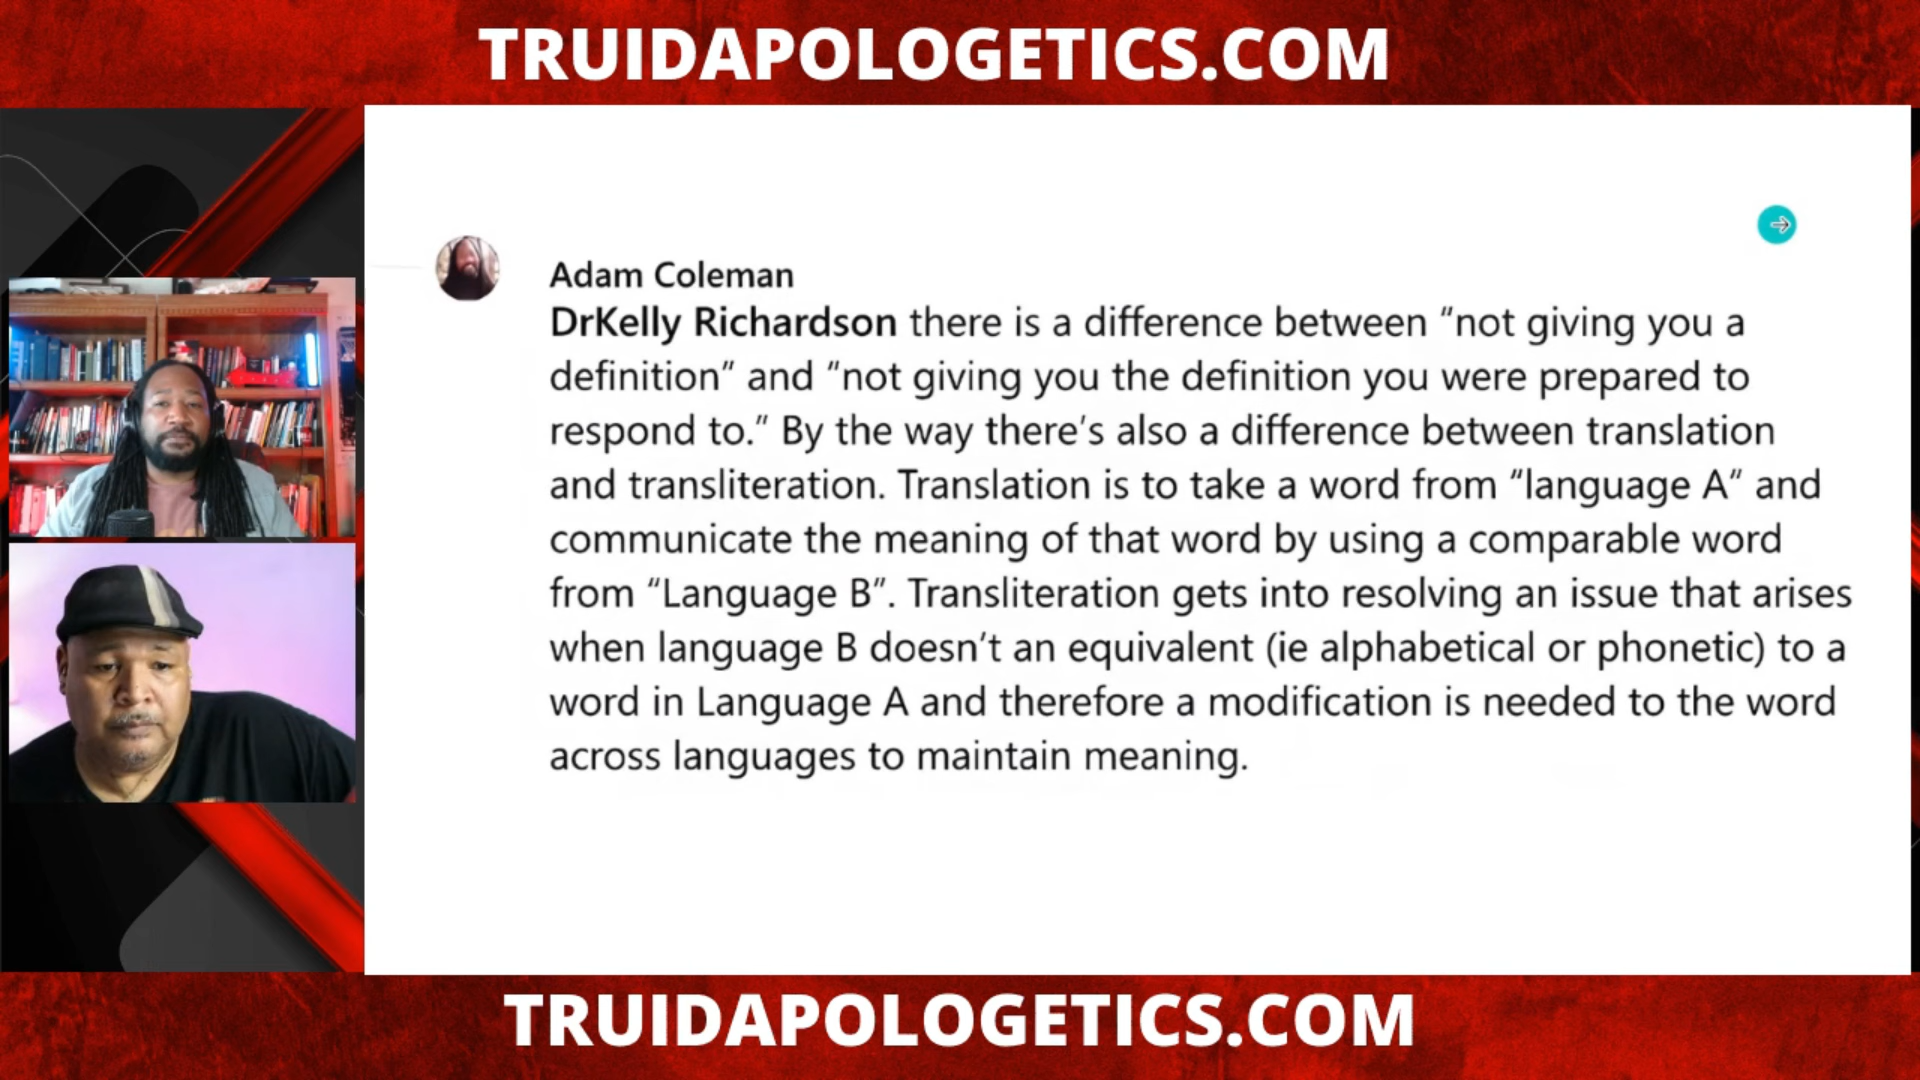 TRUIDAPOLOGETICS.COM
Adam Coleman
DrKelly Richardson there is a difference between “not giving you a
definition” and “not giving you the definition you were prepared to
respond to.” By the way there’s also a difference between translation
and transliteration. Translation is to take a word from “language A” and
communicate the meaning of that word by using a comparable word
from “Language B”. Transliteration gets into resolving an issue that arises
when language B doesn’t an equivalent (ie alphabetical or phonetic) to a
word in Language A and therefore a modification is needed to the word
across languages to maintain meaning.
TRUIDAPOLOGETICS.COM